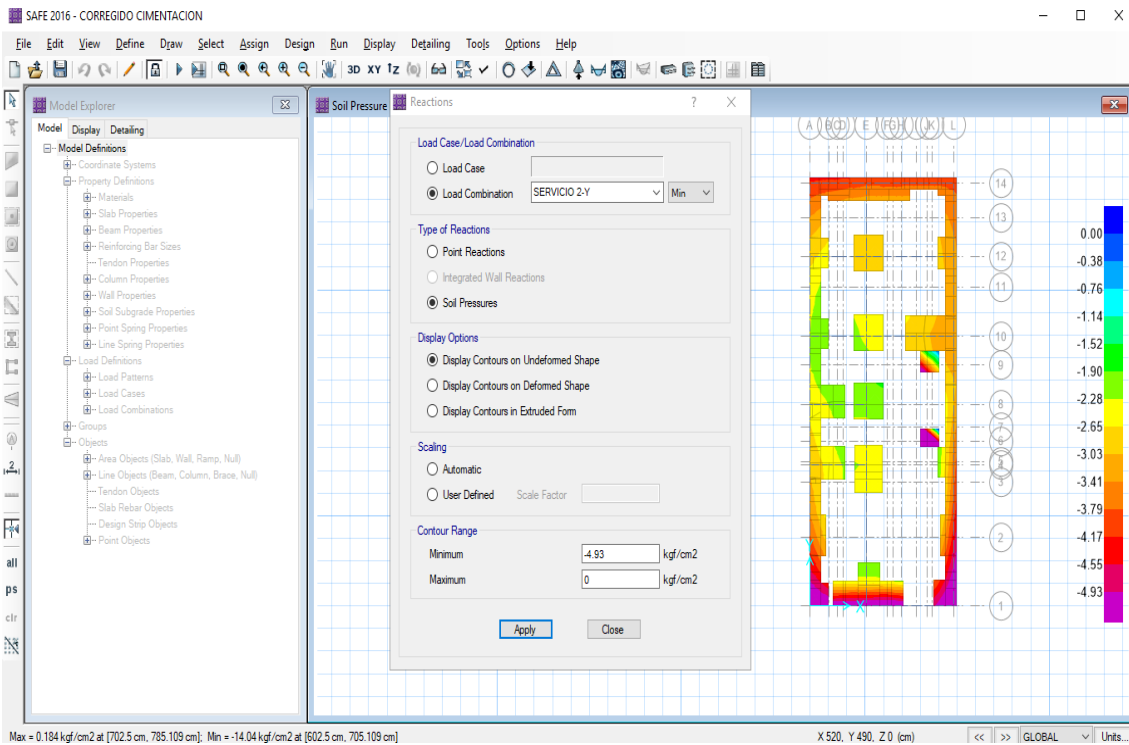 SAFE 2016 - CORREGIDO CIMENTACION
File Edit View Define Draw Select Assign Design Run Display Detailing Tools Options Help
3D XY
Model Explorer
Model Display Detailing
Model Definitions
Coordinate Systems
Property Definitions
Materials
Slab Properties
Beam Properties
Reinforcing Bar Sizes
Tendon Properties
Column Properties
Wall Properties
Soil Subgrade Properties
Point Spring Properties
Line Spring Properties
Load Definitions
Load Patterns
Load Cases
Load Combinations
Groups
Objects
Area Objects (Slab, Wall, Ramp, Null)
Line Objects (Beam, Column, Brace, Null)
Tendon Objects
Slab Rebar Objects
Design Strip Objects
Point Objects
all
ps
clr
Soil Pressure
Reactions
?
Load Case/Load Combination
Load Case
Load Combination SERVICIO 2-Y Min
Type of Reactions
Point Reactions
Integrated Wall Reactions
Soil Pressures
Display Options
Display Contours on Undeformed Shape
Display Contours on Deformed Shape
Display Contours in Extruded Form
Scaling
Automatic
User Defined Scale Factor
Contour Range
Minimum -4.93 kgf/cm2
Maximum 0 kgf/cm2
Apply Close
A B C D E F G H J K L
14
13
12
11
10
9
8
7
6
3
2
1
Y
X
0.00
-0.38
-0.76
-1.14
-1.52
-1.90
-2.28
-2.65
-3.03
-3.41
-3.79
-4.17
-4.55
-4.93
Max = 0.184 kgf/cm2 at [702.5 cm, 785.109 cm]; Min = -14.04 kgf/cm2 at [602.5 cm, 705.109 cm]
X 520, Y 490, Z 0 (cm)
<< >> GLOBAL Units...